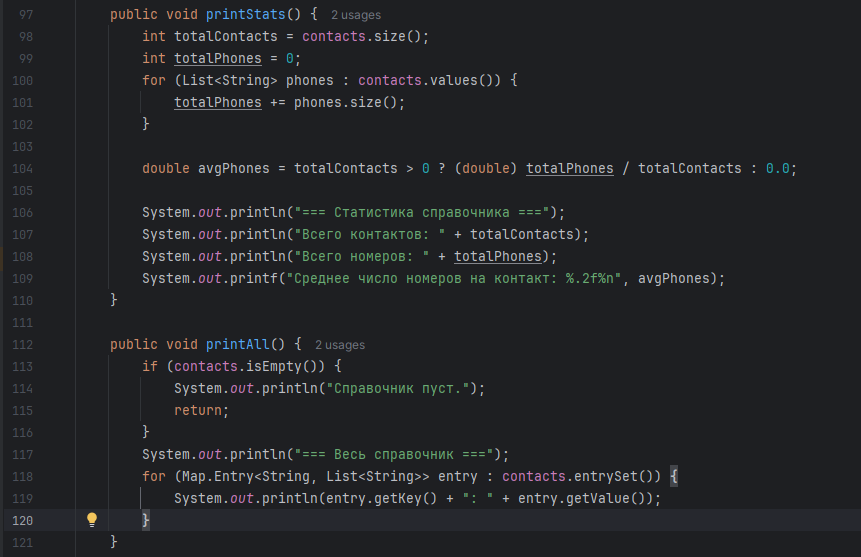 97 public void printStats() { 2 usages
98 int totalContacts = contacts.size();
99 int totalPhones = 0;
100 for (List<String> phones : contacts.values()) {
101 totalPhones += phones.size();
102 }
103
104 double avgPhones = totalContacts > 0 ? (double) totalPhones / totalContacts : 0.0;
105
106 System.out.println("=== Статистика справочника ===");
107 System.out.println("Всего контактов: " + totalContacts);
108 System.out.println("Всего номеров: " + totalPhones);
109 System.out.printf("Среднее число номеров на контакт: %.2f%n", avgPhones);
110 }
111
112 public void printAll() { 2 usages
113 if (contacts.isEmpty()) {
114 System.out.println("Справочник пуст.");
115 return;
116 }
117 System.out.println("=== Весь справочник ===");
118 for (Map.Entry<String, List<String>> entry : contacts.entrySet()) {
119 System.out.println(entry.getKey() + ": " + entry.getValue());
120 }
121 }